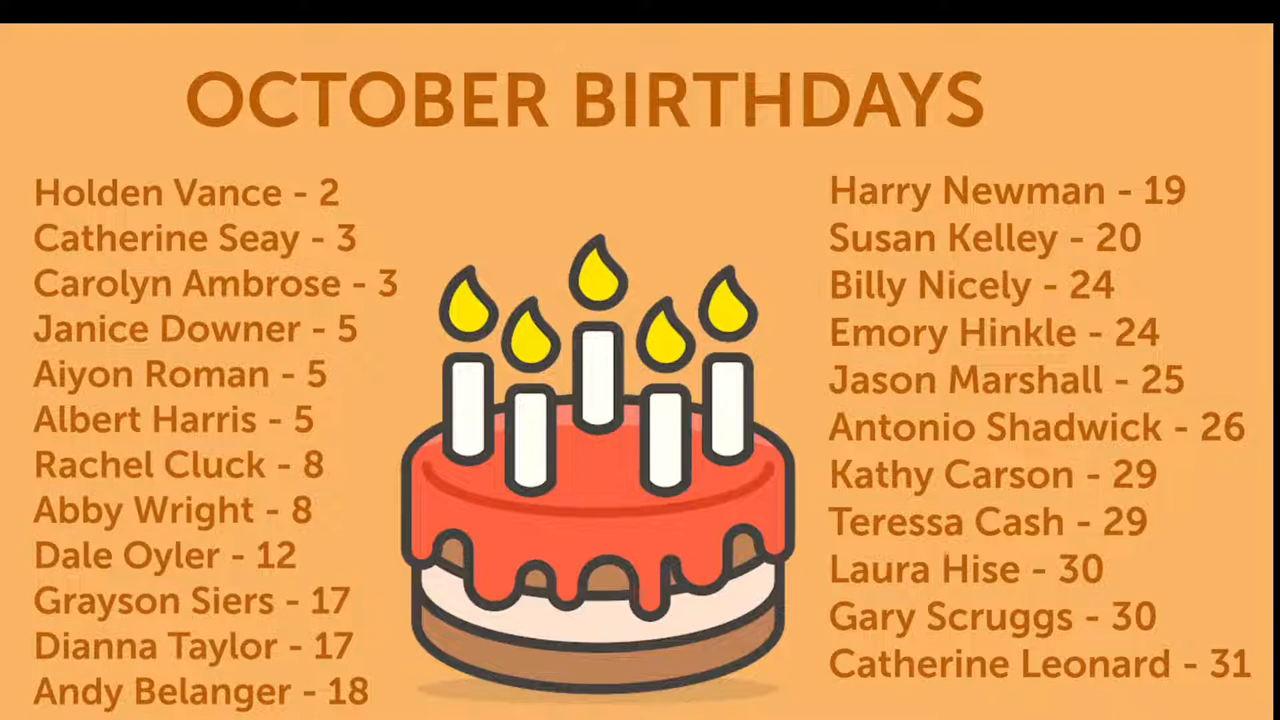 OCTOBER BIRTHDAYS
Holden Vance - 2
Catherine Seay - 3
Carolyn Ambrose - 3
Janice Downer - 5
Aiyon Roman - 5
Albert Harris - 5
Rachel Cluck - 8
Abby Wright - 8
Dale Oyler - 12
Grayson Siers - 17
Dianna Taylor - 17
Andy Belanger - 18
Harry Newman - 19
Susan Kelley - 20
Billy Nicely - 24
Emory Hinkle - 24
Jason Marshall - 25
Antonio Shadwick - 26
Kathy Carson - 29
Teressa Cash - 29
Laura Hise - 30
Gary Scruggs - 30
Catherine Leonard - 31